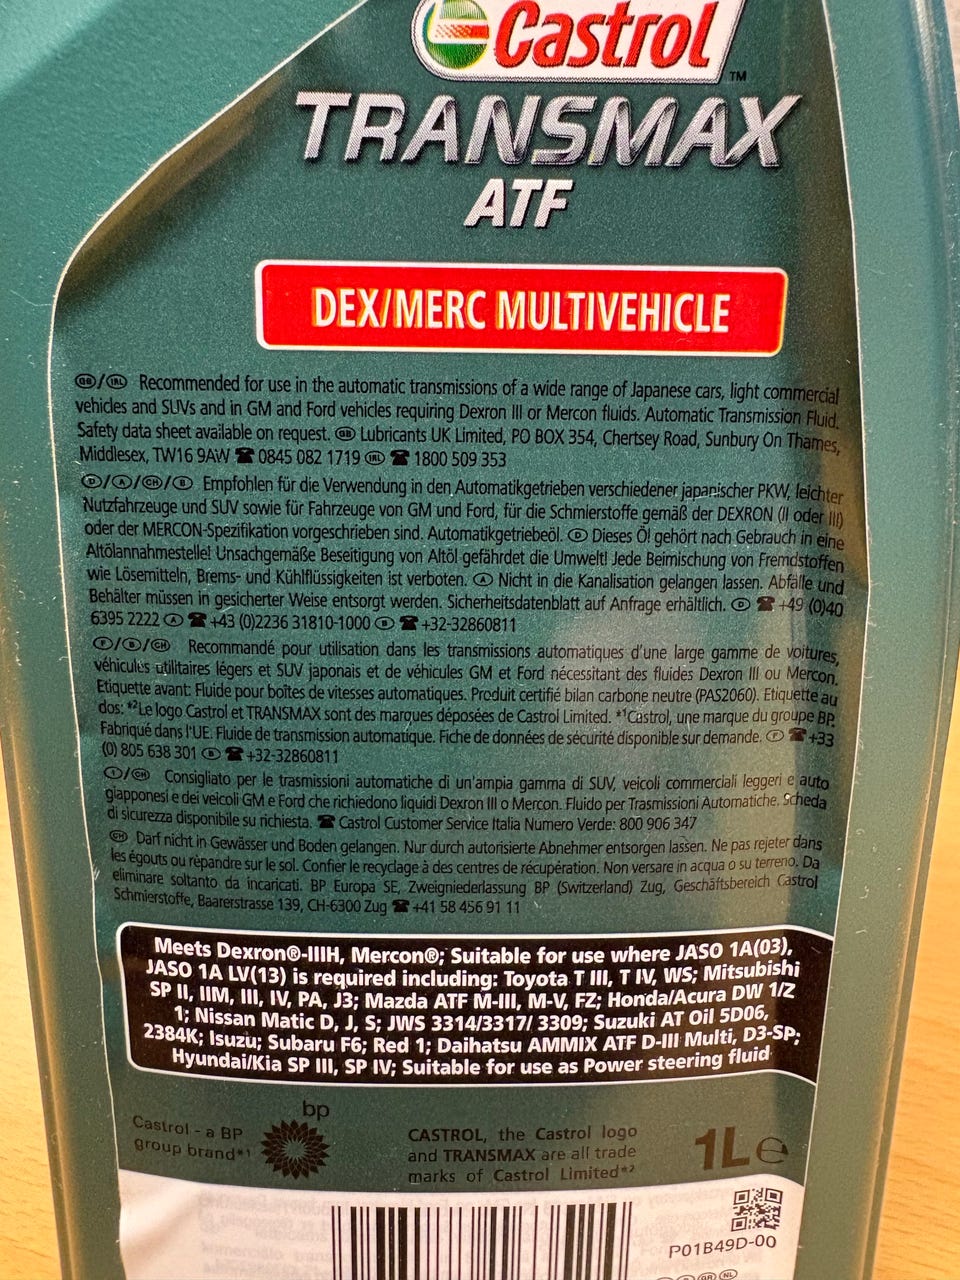 Castrol
TM
TRANSMAX
ATF
DEX/MERC MULTIVEHICLE
GB/IRL Recommended for use in the automatic transmissions of a wide range of Japanese cars, light commercial
vehicles and SUVs and in GM and Ford vehicles requiring Dexron III or Mercon fluids. Automatic Transmission Fluid.
Safety data sheet available on request. GB Lubricants UK Limited, PO BOX 354, Chertsey Road, Sunbury On Thames,
Middlesex, TW16 9AW ☎ 0845 082 1719 IRL ☎ 1800 509 353
D/A/CH/B Empfohlen für die Verwendung in den Automatikgetrieben verschiedener japanischer PKW, leichter
Nutzfahrzeuge und SUV sowie für Fahrzeuge von GM und Ford, für die Schmierstoffe gemäß der DEXRON (II oder III)
oder der MERCON-Spezifikation vorgeschrieben sind. Automatikgetriebeöl. D Dieses Öl gehört nach Gebrauch in eine
Altölannahmestelle! Unsachgemäße Beseitigung von Altöl gefährdet die Umwelt! Jede Beimischung von Fremdstoffen
wie Lösemitteln, Brems- und Kühlflüssigkeiten ist verboten. A Nicht in die Kanalisation gelangen lassen. Abfälle und
Behälter müssen in gesicherter Weise entsorgt werden. Sicherheitsdatenblatt auf Anfrage erhältlich. D ☎ +49 (0)40
6395 2222 A ☎ +43 (0)2236 31810-1000 B ☎ +32-32860811
F/B/CH Recommandé pour utilisation dans les transmissions automatiques d'une large gamme de voitures,
véhicules utilitaires légers et SUV japonais et de véhicules GM et Ford nécessitant des fluides Dexron III ou Mercon.
Etiquette avant: Fluide pour boîtes de vitesses automatiques. Produit certifié bilan carbone neutre (PAS2060). Etiquette au
dos: *²Le logo Castrol et TRANSMAX sont des marques déposées de Castrol Limited. *¹Castrol, une marque du groupe BP.
Fabriqué dans l'UE. Fluide de transmission automatique. Fiche de données de sécurité disponible sur demande. F ☎ +33
(0) 805 638 301 B ☎ +32-32860811
I/CH Consigliato per le trasmissioni automatiche di un'ampia gamma di SUV, veicoli commerciali leggeri e auto
giapponesi e dei veicoli GM e Ford che richiedono liquidi Dexron III o Mercon. Fluido per Trasmissioni Automatiche. Scheda
di sicurezza disponibile su richiesta. ☎ Castrol Customer Service Italia Numero Verde: 800 906 347
CH Darf nicht in Gewässer und Boden gelangen. Nur durch autorisierte Abnehmer entsorgen lassen. Ne pas rejeter dans
les égouts ou répandre sur le sol. Confier le recyclage à des centres de récupération. Non versare in acqua o su terreno. Da
eliminare soltanto da incaricati. BP Europa SE, Zweigniederlassung BP (Switzerland) Zug, Geschäftsbereich Castrol
Schmierstoffe, Baarerstrasse 139, CH-6300 Zug ☎ +41 58 456 91 11
Meets Dexron®-IIIH, Mercon®; Suitable for use where JASO 1A(03),
JASO 1A LV(13) is required including: Toyota T III, T IV, WS; Mitsubishi
SP II, IIM, III, IV, PA, J3; Mazda ATF M-III, M-V, FZ; Honda/Acura DW 1/Z
1; Nissan Matic D, J, S; JWS 3314/3317/ 3309; Suzuki AT Oil 5D06,
2384K; Isuzu; Subaru F6; Red 1; Daihatsu AMMIX ATF D-III Multi, D3-SP;
Hyundai/Kia SP III, SP IV; Suitable for use as Power steering fluid
bp
Castrol - a BP
group brand*¹
CASTROL, the Castrol logo
and TRANSMAX are all trade
marks of Castrol Limited*²
1L e
P01B49D-00
GR NL